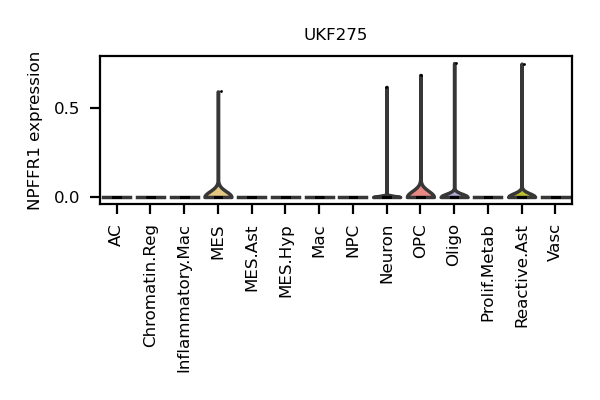 UKF275
NPFFR1 expression
0.5
0.0
AC
Chromatin.Reg
Inflammatory.Mac
MES
MES.Ast
MES.Hyp
Mac
NPC
Neuron
OPC
Oligo
Prolif.Metab
Reactive.Ast
Vasc